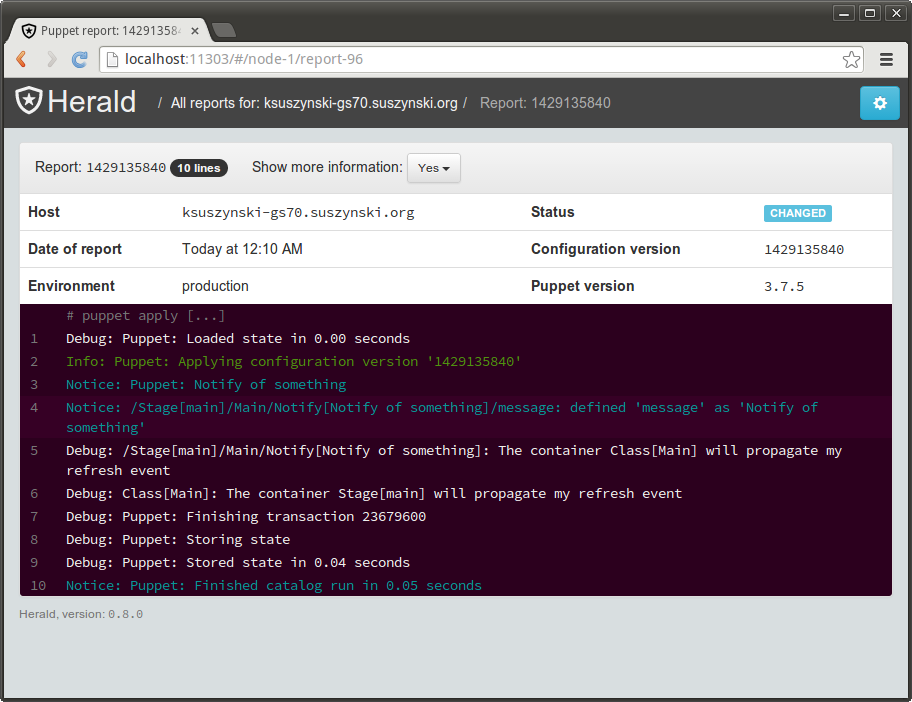 Puppet report: 1429135840
localhost:11303/#/node-1/report-96
Herald / All reports for: ksuszynski-gs70.suszynski.org / Report: 1429135840
Report: 1429135840 10 lines Show more information: Yes
Host ksuszynski-gs70.suszynski.org Status CHANGED
Date of report Today at 12:10 AM Configuration version 1429135840
Environment production Puppet version 3.7.5
# puppet apply [...]
1 Debug: Puppet: Loaded state in 0.00 seconds
2 Info: Puppet: Applying configuration version '1429135840'
3 Notice: Puppet: Notify of something
4 Notice: /Stage[main]/Main/Notify[Notify of something]/message: defined 'message' as 'Notify of
something'
5 Debug: /Stage[main]/Main/Notify[Notify of something]: The container Class[Main] will propagate my
refresh event
6 Debug: Class[Main]: The container Stage[main] will propagate my refresh event
7 Debug: Puppet: Finishing transaction 23679600
8 Debug: Puppet: Storing state
9 Debug: Puppet: Stored state in 0.04 seconds
10 Notice: Puppet: Finished catalog run in 0.05 seconds
Herald, version: 0.8.0